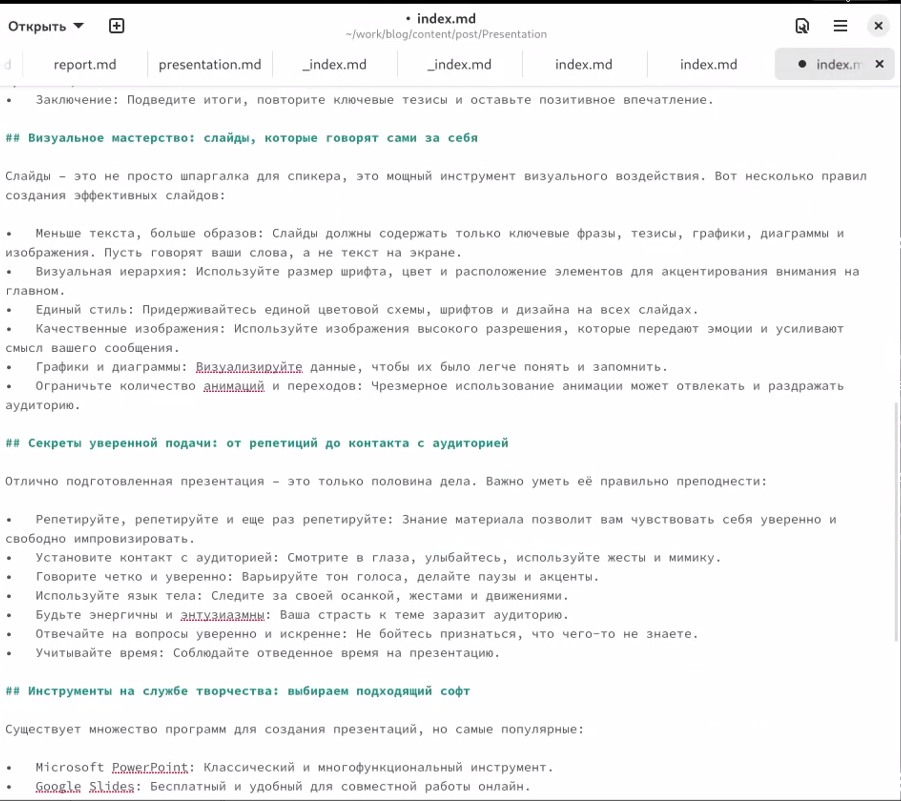 Открыть
• index.md
~/work/blog/content/post/Presentation
d
report.md
presentation.md
_index.md
_index.md
index.md
index.md
• index.m
• Заключение: Подведите итоги, повторите ключевые тезисы и оставьте позитивное впечатление.
## Визуальное мастерство: слайды, которые говорят сами за себя
Слайды – это не просто шпаргалка для спикера, это мощный инструмент визуального воздействия. Вот несколько правил
создания эффективных слайдов:
• Меньше текста, больше образов: Слайды должны содержать только ключевые фразы, тезисы, графики, диаграммы и
изображения. Пусть говорят ваши слова, а не текст на экране.
• Визуальная иерархия: Используйте размер шрифта, цвет и расположение элементов для акцентирования внимания на
главном.
• Единый стиль: Придерживайтесь единой цветовой схемы, шрифтов и дизайна на всех слайдах.
• Качественные изображения: Используйте изображения высокого разрешения, которые передают эмоции и усиливают
смысл вашего сообщения.
• Графики и диаграммы: Визуализируйте данные, чтобы их было легче понять и запомнить.
• Ограничьте количество анимаций и переходов: Чрезмерное использование анимации может отвлекать и раздражать
аудиторию.
## Секреты уверенной подачи: от репетиций до контакта с аудиторией
Отлично подготовленная презентация – это только половина дела. Важно уметь её правильно преподнести:
• Репетируйте, репетируйте и еще раз репетируйте: Знание материала позволит вам чувствовать себя уверенно и
свободно импровизировать.
• Установите контакт с аудиторией: Смотрите в глаза, улыбайтесь, используйте жесты и мимику.
• Говорите четко и уверенно: Варьируйте тон голоса, делайте паузы и акценты.
• Используйте язык тела: Следите за своей осанкой, жестами и движениями.
• Будьте энергичны и энтузиазмны: Ваша страсть к теме заразит аудиторию.
• Отвечайте на вопросы уверенно и искренне: Не бойтесь признаться, что чего-то не знаете.
• Учитывайте время: Соблюдайте отведенное время на презентацию.
## Инструменты на службе творчества: выбираем подходящий софт
Существует множество программ для создания презентаций, но самые популярные:
• Microsoft PowerPoint: Классический и многофункциональный инструмент.
• Google Slides: Бесплатный и удобный для совместной работы онлайн.